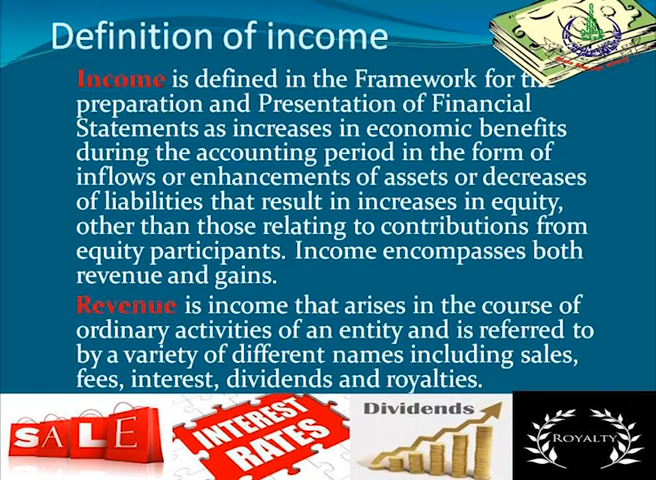 Definition of income
Income is defined in the Framework for the
preparation and Presentation of Financial
Statements as increases in economic benefits
during the accounting period in the form of
inflows or enhancements of assets or decreases
of liabilities that result in increases in equity,
other than those relating to contributions from
equity participants. Income encompasses both
revenue and gains.
Revenue is income that arises in the course of
ordinary activities of an entity and is referred to
by a variety of different names including sales,
fees, interest, dividends and royalties.
SALE
INTEREST
RATES
Dividends
ROYALTY